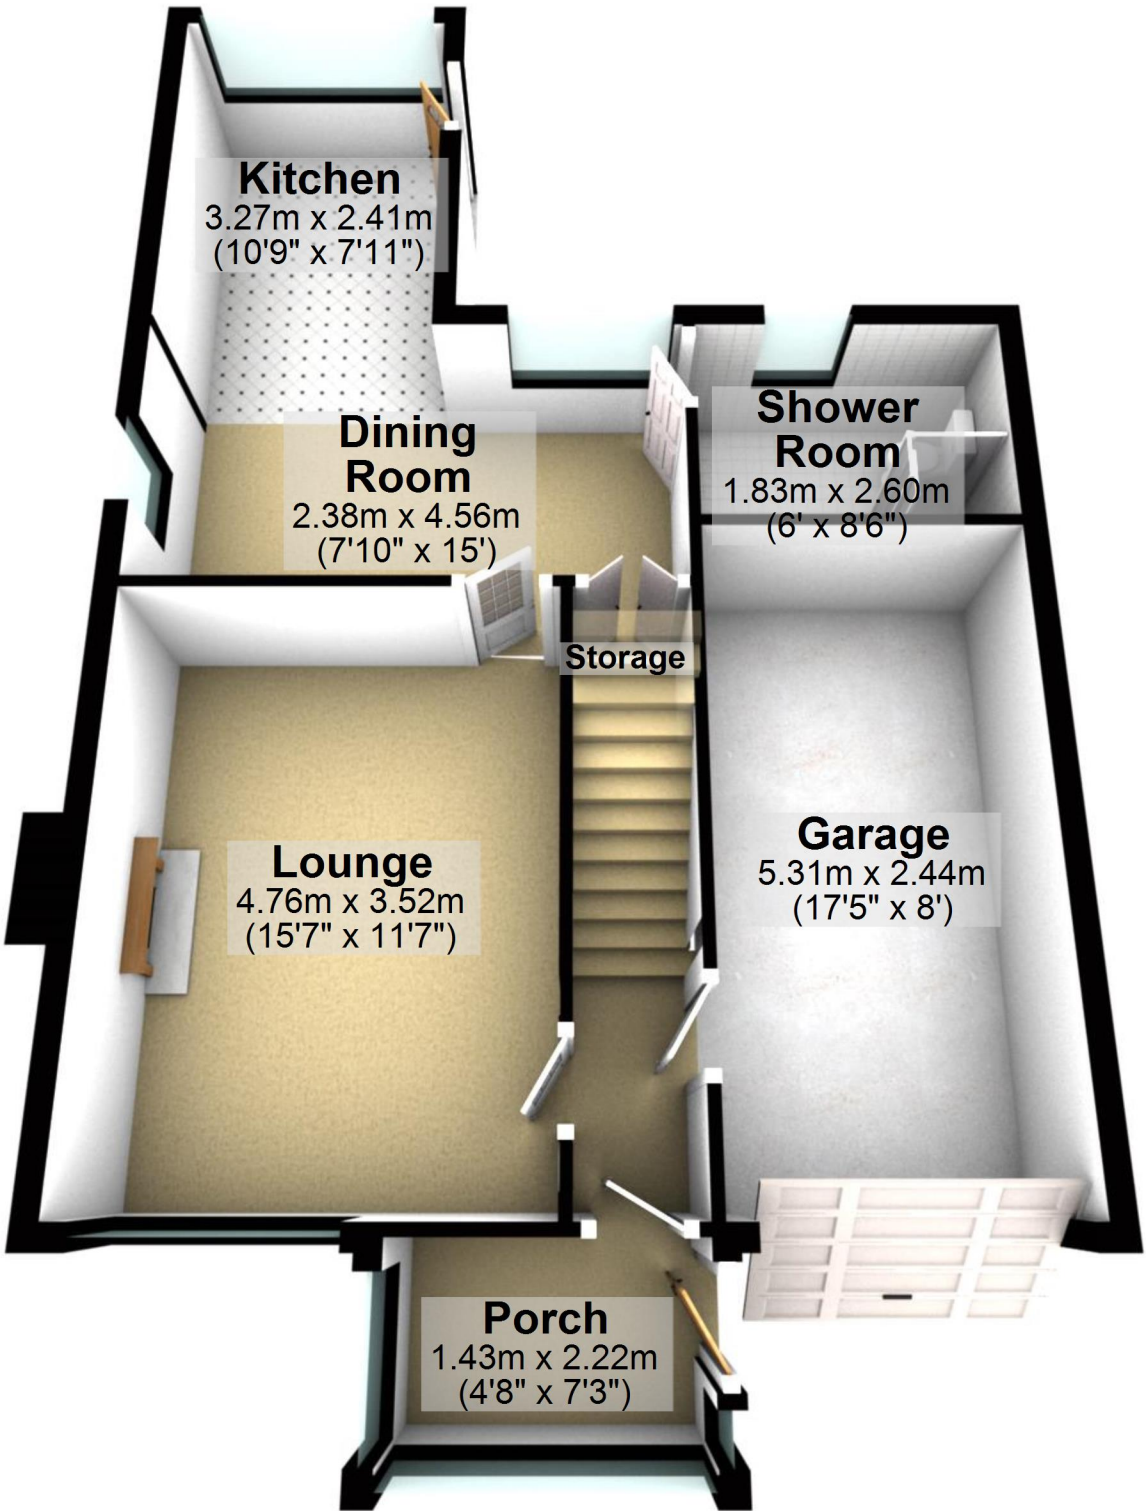 Kitchen
3.27m x 2.41m
(10'9" x 7'11")
Dining
Room
2.38m x 4.56m
(7'10" x 15')
Shower
Room
1.83m x 2.60m
(6' x 8'6")
Storage
Lounge
4.76m x 3.52m
(15'7" x 11'7")
Garage
5.31m x 2.44m
(17'5" x 8')
Porch
1.43m x 2.22m
(4'8" x 7'3")